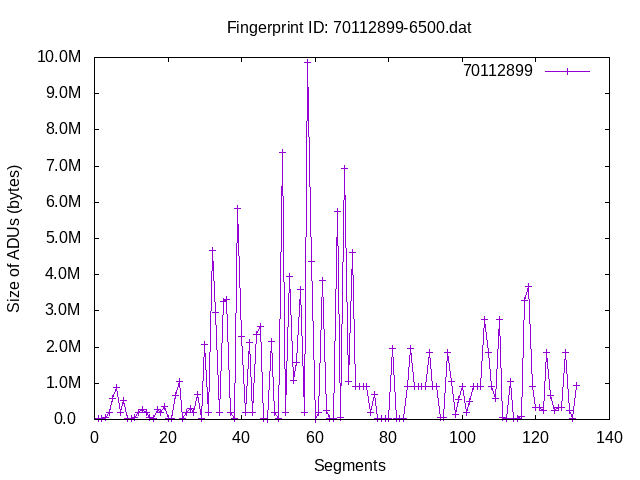 Fingerprint ID: 70112899-6500.dat
70112899
Size of ADUs (bytes)
10.0M
9.0M
8.0M
7.0M
6.0M
5.0M
4.0M
3.0M
2.0M
1.0M
0.0
0 20 40 60 80 100 120 140
Segments